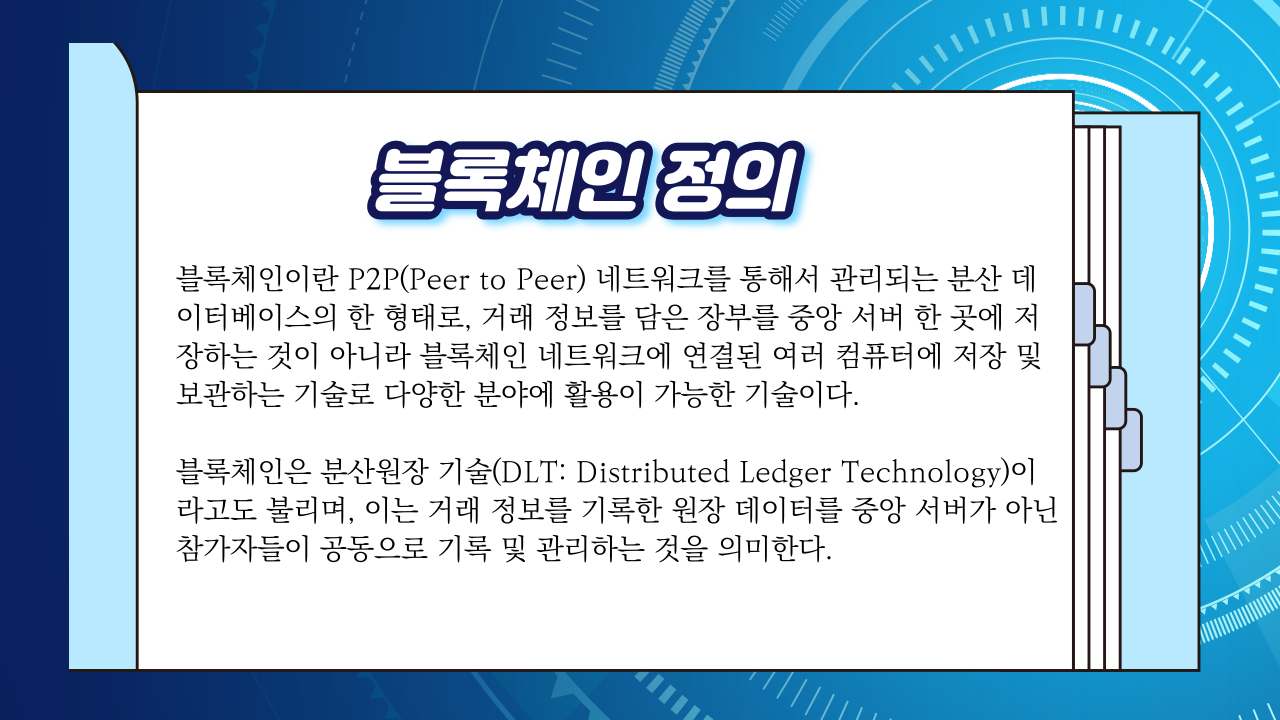 블록체인 정의
블록체인이란 P2P(Peer to Peer) 네트워크를 통해서 관리되는 분산 데
이터베이스의 한 형태로, 거래 정보를 담은 장부를 중앙 서버 한 곳에 저
장하는 것이 아니라 블록체인 네트워크에 연결된 여러 컴퓨터에 저장 및
보관하는 기술로 다양한 분야에 활용이 가능한 기술이다.
블록체인은 분산원장 기술(DLT: Distributed Ledger Technology)이
라고도 불리며, 이는 거래 정보를 기록한 원장 데이터를 중앙 서버가 아닌
참가자들이 공동으로 기록 및 관리하는 것을 의미한다.